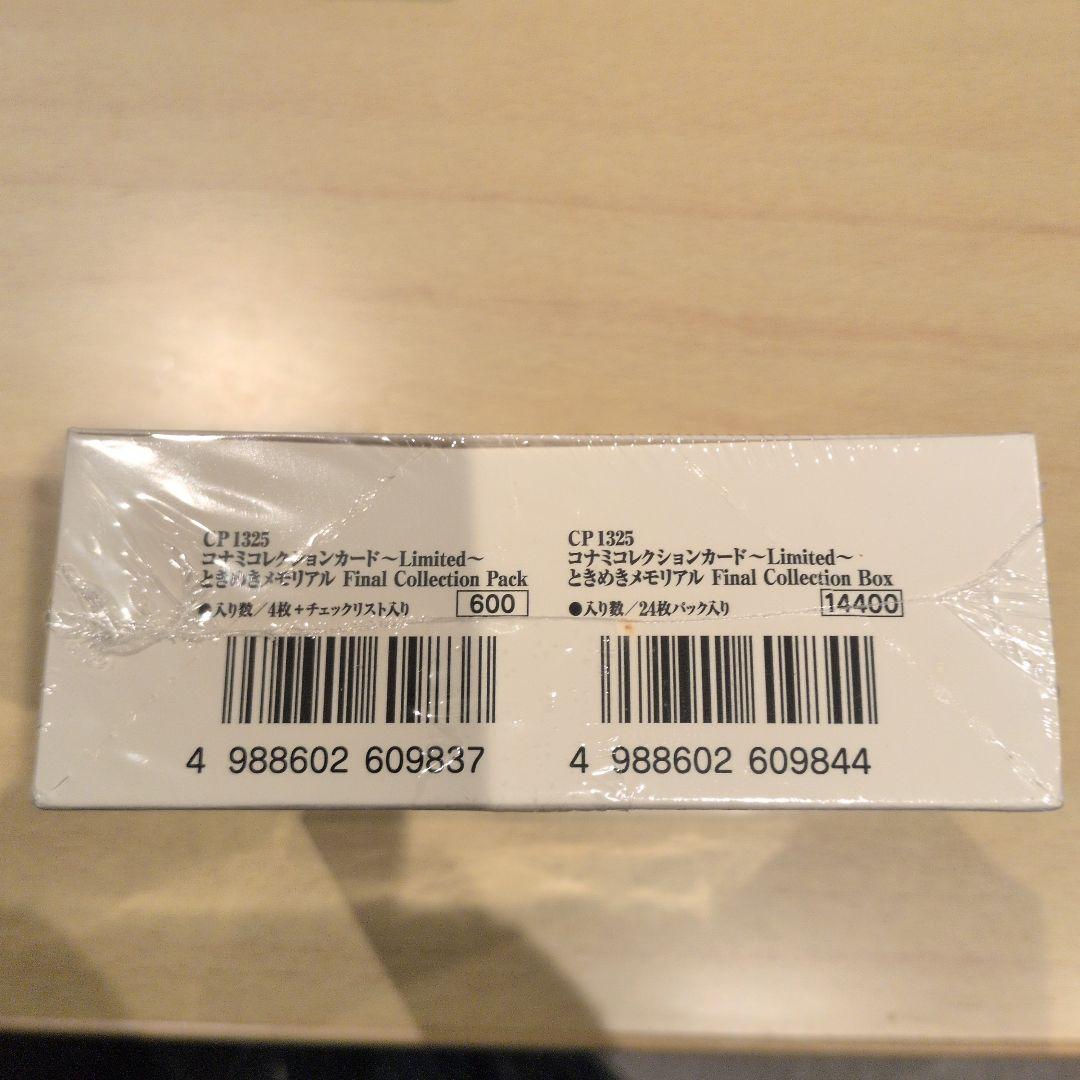 CP1325
コナミコレクションカード～Limited～
ときめきメモリアル Final Collection Pack
●入り数/4枚+チェックリスト入り 600
4 988602 609837
CP1325
コナミコレクションカード～Limited～
ときめきメモリアル Final Collection Box
●入り数/24枚パック入り 14400
4 988602 609844